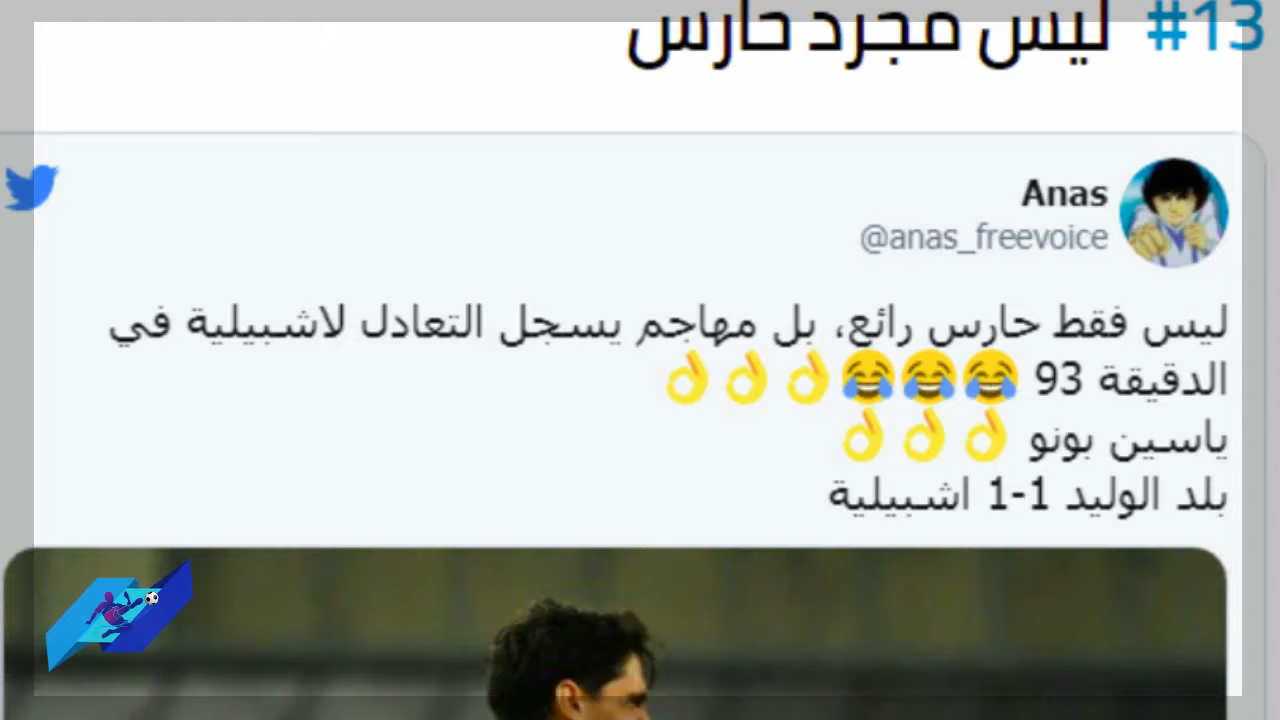 #13 ليس مجرد حارس
Anas
@anas_freevoice
ليس فقط حارس رائع، بل مهاجم يسجل التعادل لاشبيلية في
الدقيقة 93 😂😂😂👌👌👌
ياسين بونو 👌👌👌
بلد الوليد 1-1 اشبيلية